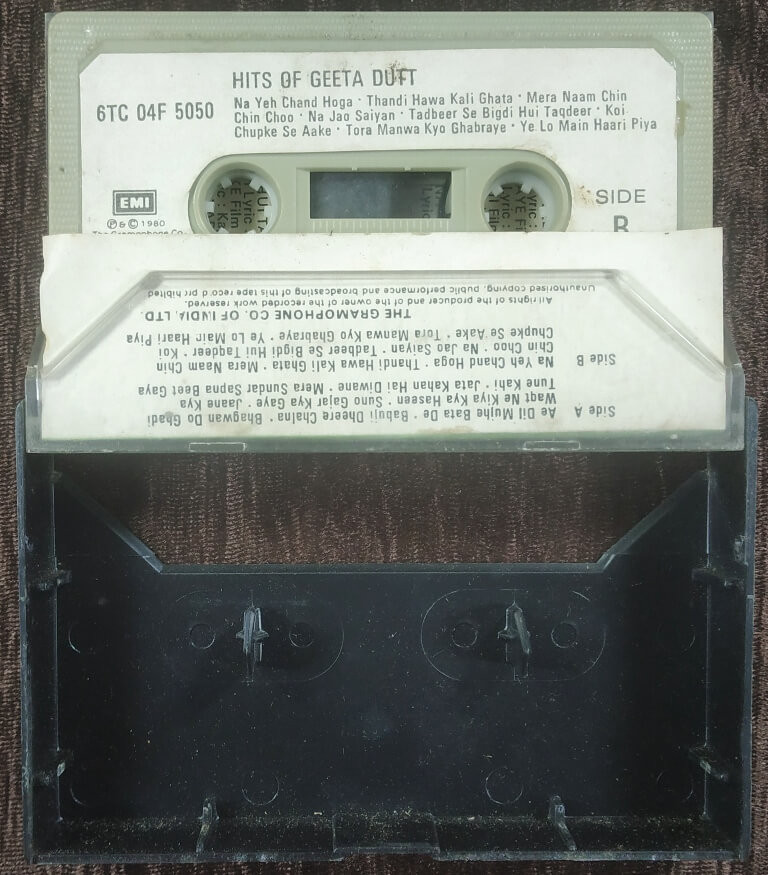 HITS OF GEETA DUTT
6TC 04F 5050
Na Yeh Chand Hoga · Thandi Hawa Kali Ghata · Mera Naam Chin
Chin Choo · Na Jao Saiyan · Tadbeer Se Bigdi Hui Taqdeer · Koi
Chupke Se Aake · Tora Manwa Kyo Ghabraye · Ye Lo Main Haari Piya
EMI
℗ & © 1980
The Gramophone Co.
SIDE
B
Side A Ae Dil Mujhe Bata De · Babuji Dheere Chalna · Bhagwan Do Ghadi
Waqt Ne Kiya Kya Haseen · Suno Gajar Kya Gaye · Jaane Kya
Tune Kahi · Jata Kahan Hai Diwane · Mera Sundar Sapna Beet Gaya
Side B Na Yeh Chand Hoga · Thandi Hawa Kali Ghata · Mera Naam Chin
Chin Choo · Na Jao Saiyan · Tadbeer Se Bigdi Hui Taqdeer · Koi
Chupke Se Aake · Tora Manwa Kya Ghabraye · Ye Lo Main Haari Piya
THE GRAMOPHONE CO. OF INDIA, LTD.
All rights of the producer and of the owner of the recorded work reserved.
Unauthorised copying, public performance and broadcasting of this tape record prohibited